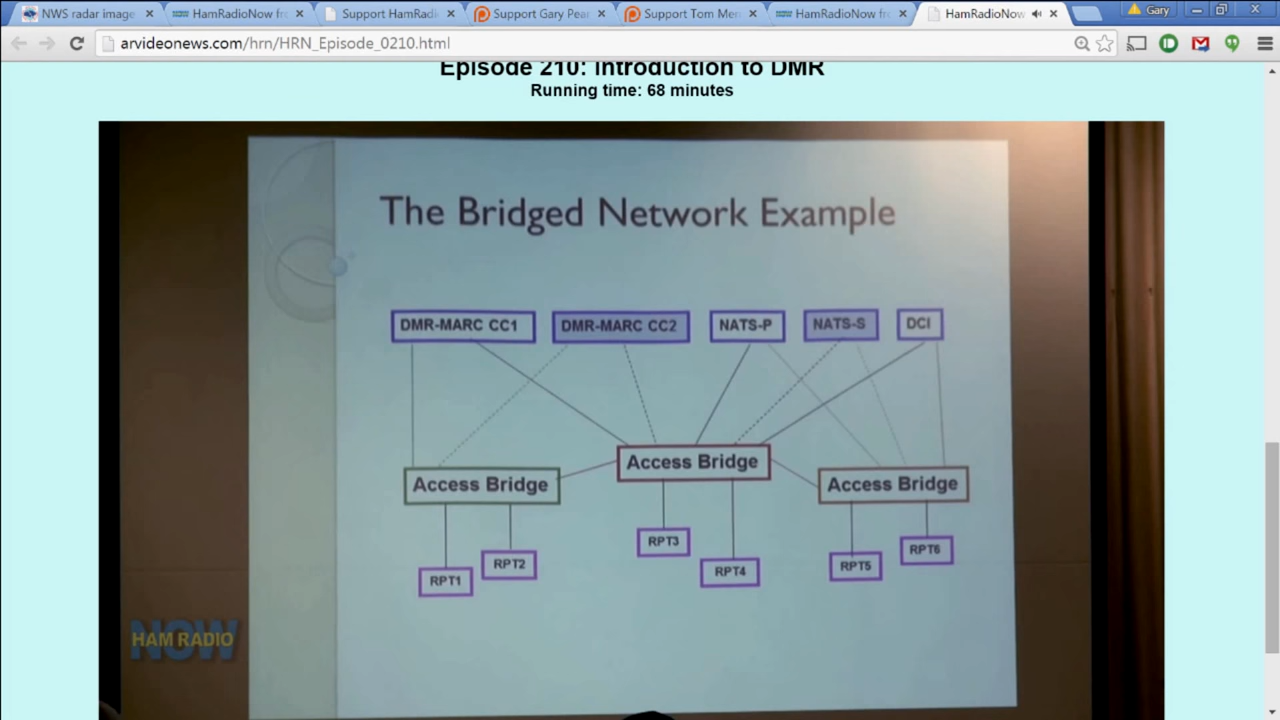 NWS radar image
HamRadioNow fr
Support HamRadi
Support Gary Pea
Support Tom Me
HamRadioNow fr
HamRadioNow
Gary
arvideonews.com/hrn/HRN_Episode_0210.html
Episode 210: Introduction to DMR
Running time: 68 minutes
The Bridged Network Example
DMR-MARC CC1
DMR-MARC CC2
NATS-P
NATS-S
DCI
Access Bridge
Access Bridge
Access Bridge
RPT1
RPT2
RPT3
RPT4
RPT5
RPT6
HAM RADIO
NOW